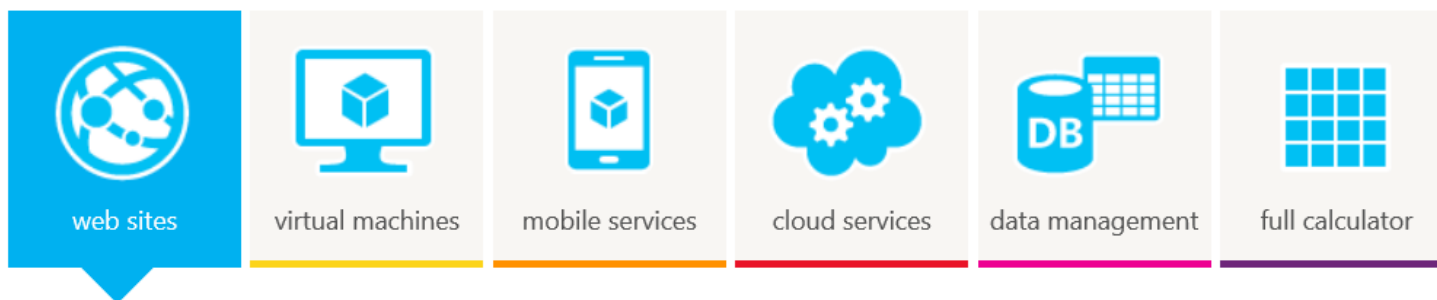 web sites
virtual machines
mobile services
cloud services
DB
data management
full calculator